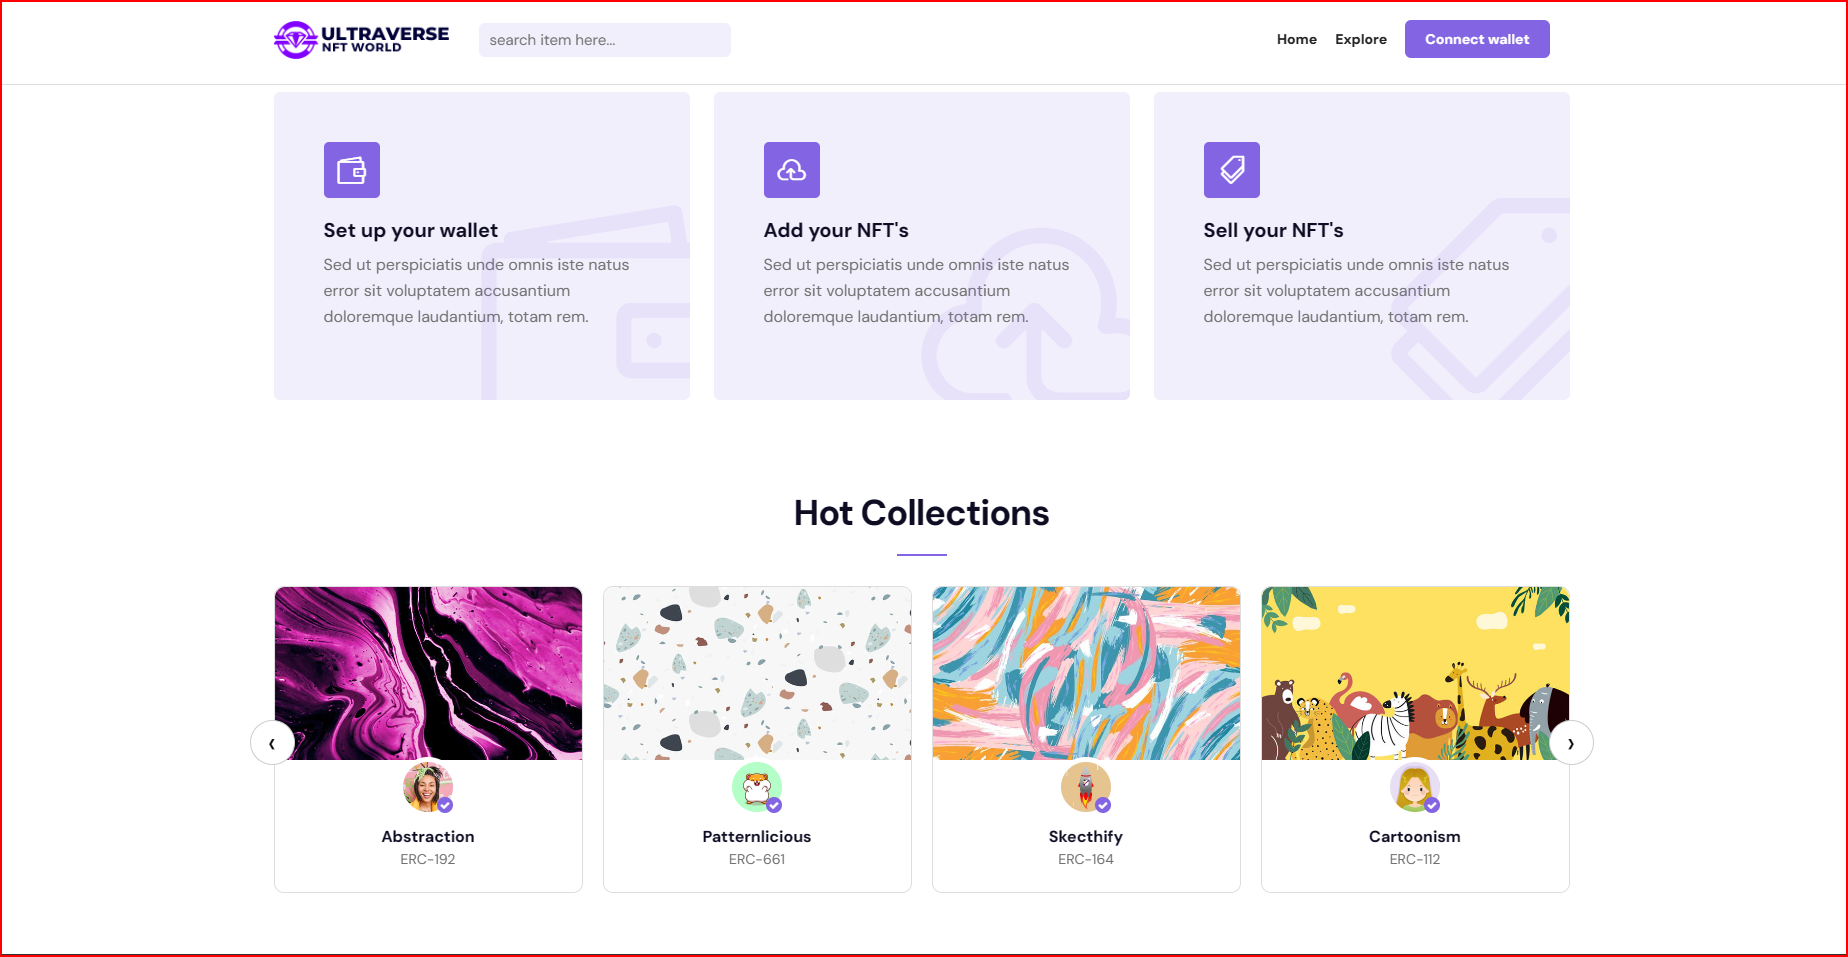 ULTRAVERSE
NFT WORLD
search item here...
Home
Explore
Connect wallet
Set up your wallet
Sed ut perspiciatis unde omnis iste natus
error sit voluptatem accusantium
doloremque laudantium, totam rem.
Add your NFT's
Sed ut perspiciatis unde omnis iste natus
error sit voluptatem accusantium
doloremque laudantium, totam rem.
Sell your NFT's
Sed ut perspiciatis unde omnis iste natus
error sit voluptatem accusantium
doloremque laudantium, totam rem.
Hot Collections
Abstraction
ERC-192
Patternlicious
ERC-661
Skecthify
ERC-164
Cartoonism
ERC-112